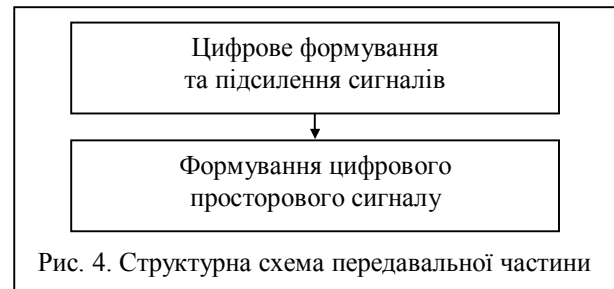 Цифрове формування
та підсилення сигналів
Формування цифрового
просторового сигналу
Рис. 4. Структурна схема передавальної частини